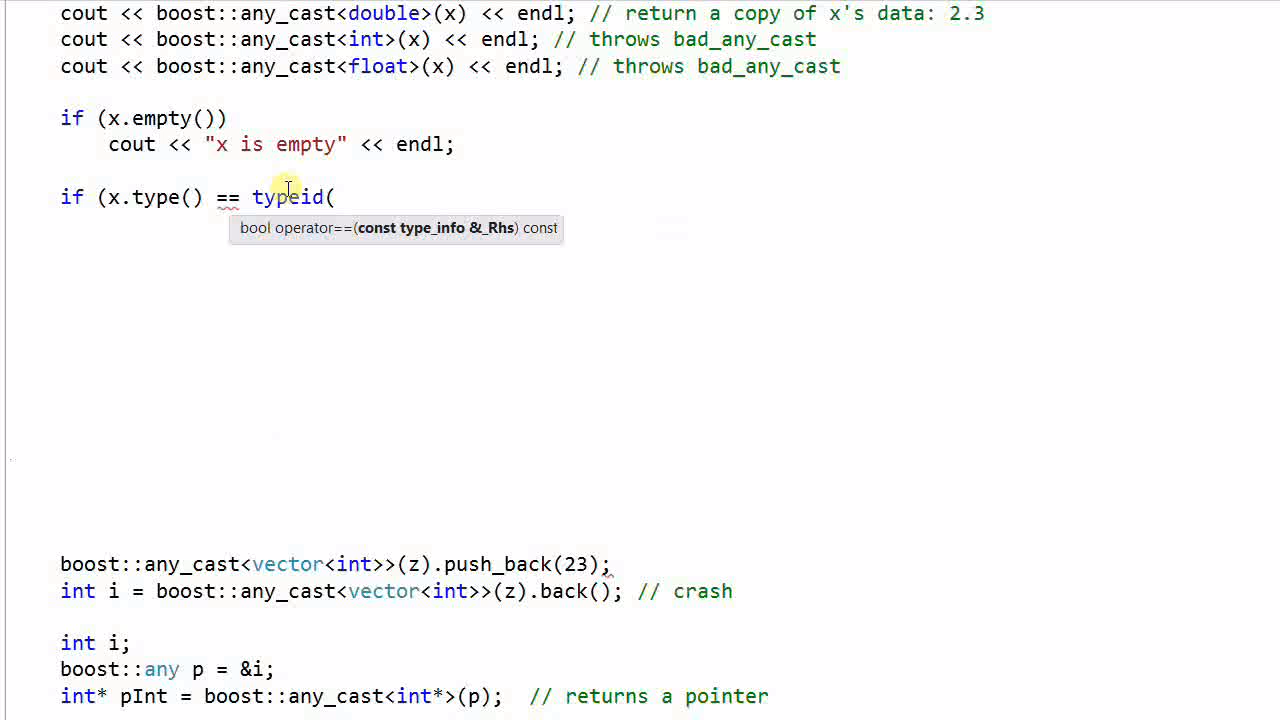 cout << boost::any_cast<double>(x) << endl; // return a copy of x's data: 2.3
cout << boost::any_cast<int>(x) << endl; // throws bad_any_cast
cout << boost::any_cast<float>(x) << endl; // throws bad_any_cast
if (x.empty())
cout << "x is empty" << endl;
if (x.type() == typeid(
bool operator==(const type_info &_Rhs) const
boost::any_cast<vector<int>>(z).push_back(23);
int i = boost::any_cast<vector<int>>(z).back(); // crash
int i;
boost::any p = &i;
int* pInt = boost::any_cast<int*>(p);  // returns a pointer